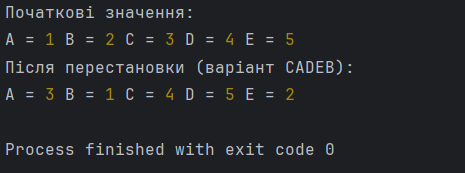 Початкові значення:
A = 1 B = 2 C = 3 D = 4 E = 5
Після перестановки (варіант CADEB):
A = 3 B = 1 C = 4 D = 5 E = 2
Process finished with exit code 0